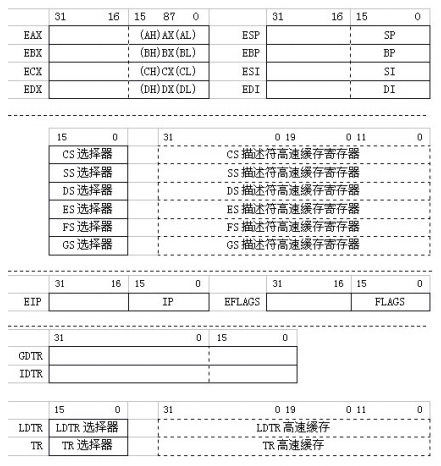 31 16 15 87 0 31 16 15 0
EAX (AH)AX(AL) ESP SP
EBX (BH)BX(BL) EBP BP
ECX (CH)CX(CL) ESI SI
EDX (DH)DX(DL) EDI DI
15 0 31 0 19 0 11 0
CS 选择器 CS 描述符高速缓存寄存器
SS 选择器 SS 描述符高速缓存寄存器
DS 选择器 DS 描述符高速缓存寄存器
ES 选择器 ES 描述符高速缓存寄存器
FS 选择器 FS 描述符高速缓存寄存器
GS 选择器 GS 描述符高速缓存寄存器
31 16 15 0 31 16 15 0
EIP IP EFLAGS FLAGS
31 0 15 0
GDTR
IDTR
15 0 31 0 19 0 11 0
LDTR LDTR 选择器 LDTR 高速缓存
TR TR 选择器 TR 高速缓存